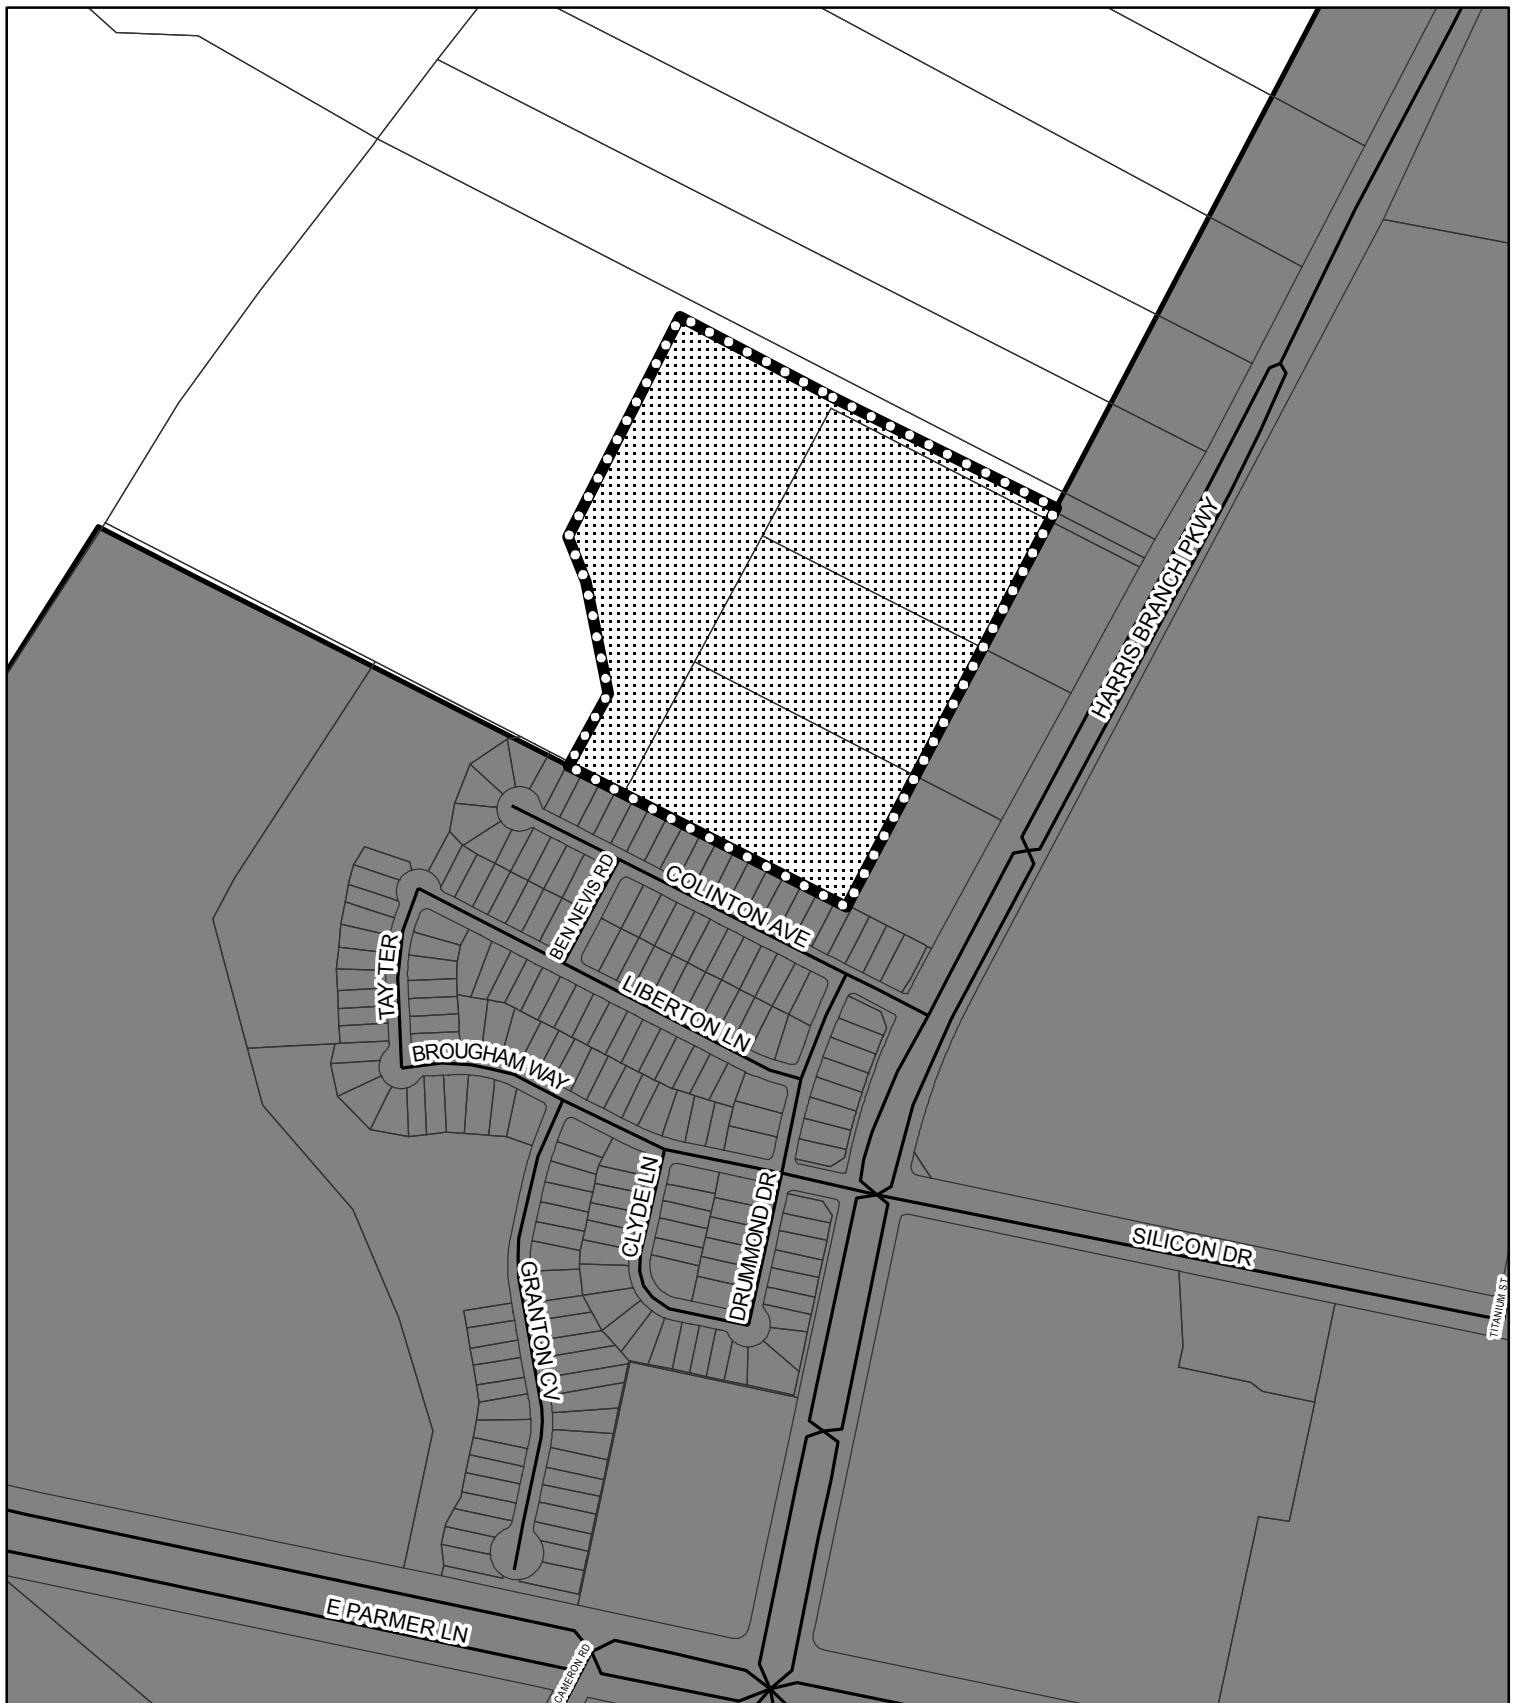 HARRIS BRANCH PKWY
COLINTON AVE
BEN NEVIS RD
TAY TER
LIBERTON LN
BROUGHAM WAY
CLYDE LN
DRUMMOND DR
SILICON DR
GRANTON CV
TITANIUM ST
E PARMER LN
CAMERON RD